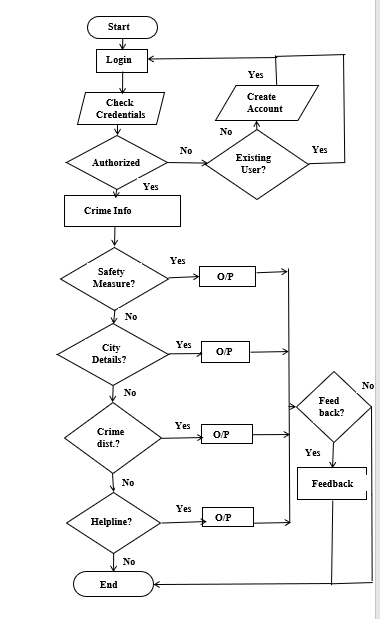 Start
Login
Check
Credentials
Authorized
No
Existing
User?
Yes
No
Create
Account
Yes
Yes
Crime Info
Safety
Measure?
Yes
O/P
No
City
Details?
Yes
O/P
No
Crime
dist.?
Yes
O/P
No
Helpline?
Yes
O/P
No
Feed
back?
No
Yes
Feedback
End